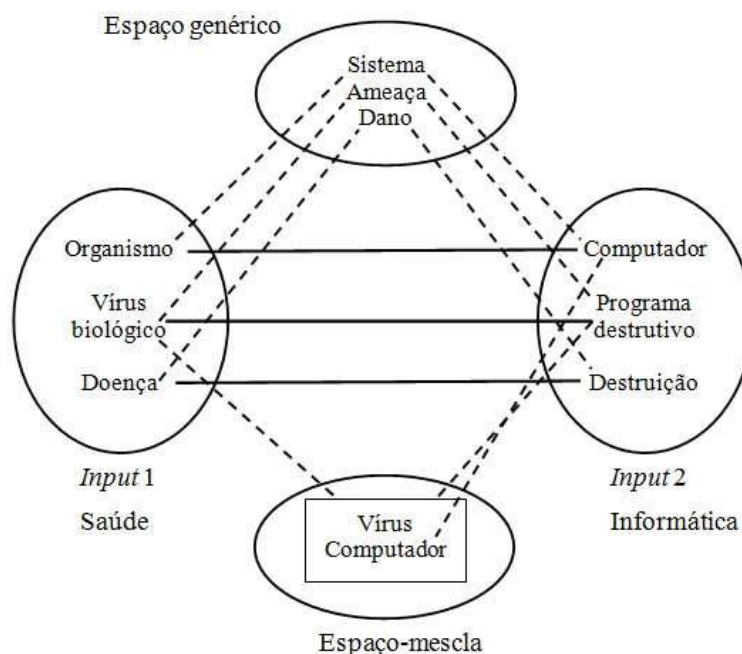 Espaço genérico
Sistema
Ameaça
Dano
Organismo
Vírus
biológico
Doença
Input 1
Saúde
Computador
Programa
destrutivo
Destruição
Input 2
Informática
Vírus
Computador
Espaço-mescla